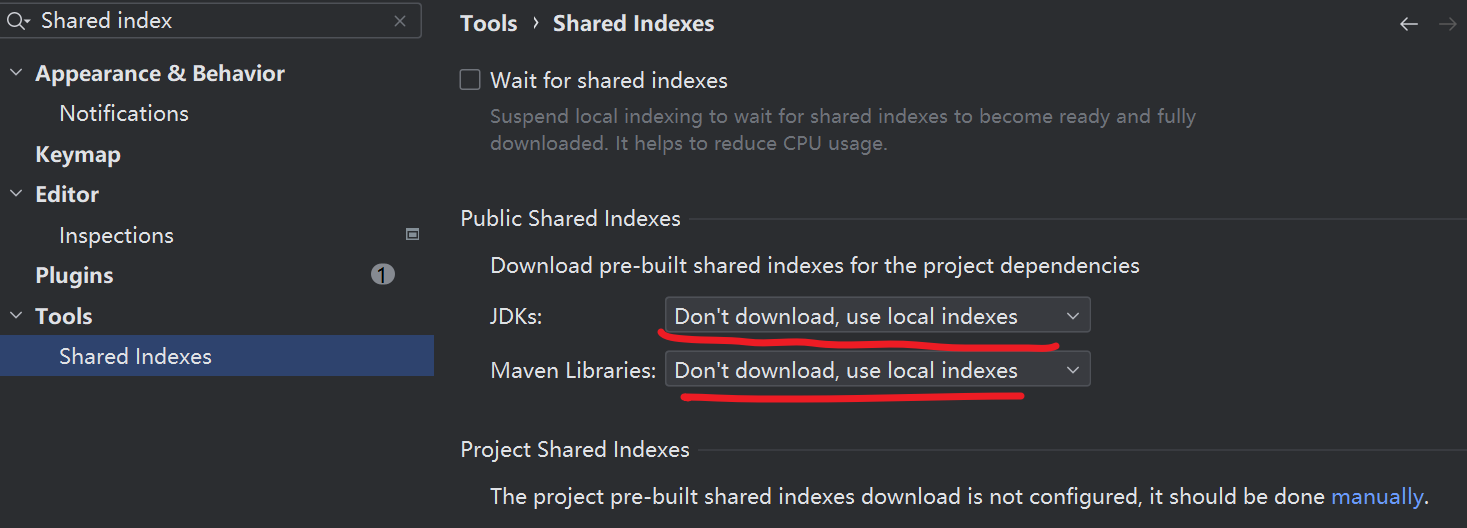 Shared index
Tools › Shared Indexes
Appearance & Behavior
Notifications
Keymap
Editor
Inspections
Plugins 1
Tools
Shared Indexes
Wait for shared indexes
Suspend local indexing to wait for shared indexes to become ready and fully
downloaded. It helps to reduce CPU usage.
Public Shared Indexes
Download pre-built shared indexes for the project dependencies
JDKs: Don't download, use local indexes
Maven Libraries: Don't download, use local indexes
Project Shared Indexes
The project pre-built shared indexes download is not configured, it should be done manually.